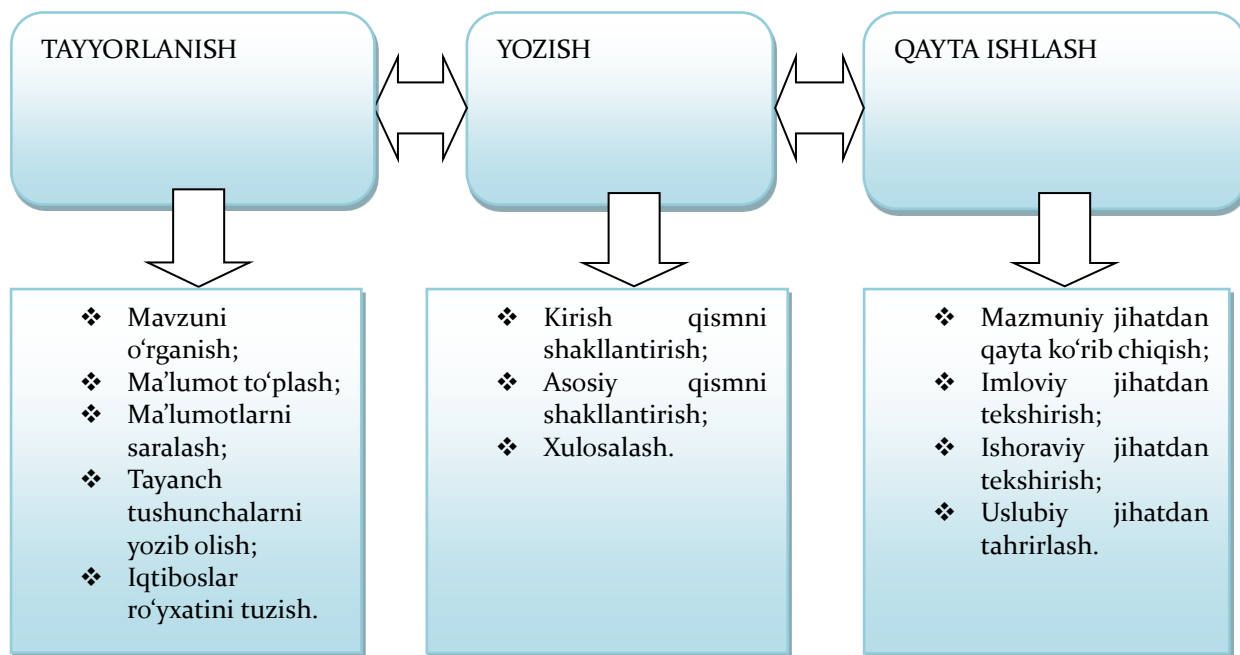 TAYYORLANISH
YOZISH
QAYTA ISHLASH
❖ Mavzuni
o‘rganish;
❖ Ma’lumot to‘plash;
❖ Ma’lumotlarni
saralash;
❖ Tayanch
tushunchalarni
yozib olish;
❖ Iqtiboslar
ro‘yxatini tuzish.
❖ Kirish qismni
shakllantirish;
❖ Asosiy qismni
shakllantirish;
❖ Xulosalash.
❖ Mazmuniy jihatdan
qayta ko‘rib chiqish;
❖ Imloviy jihatdan
tekshirish;
❖ Ishoraviy jihatdan
tekshirish;
❖ Uslubiy jihatdan
tahrirlash.